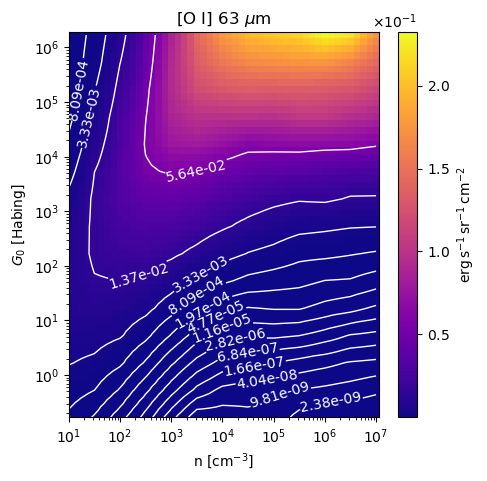 [O I] 63 μm
×10⁻¹
10⁶
10⁵
10⁴
10³
10²
10¹
10⁰
G₀ [Habing]
8.09e-04
3.33e-03
5.64e-02
1.37e-02
3.33e-03
8.09e-04
1.97e-04
4.77e-05
1.16e-05
2.82e-06
6.84e-07
1.66e-07
4.04e-08
9.81e-09
2.38e-09
10¹ 10² 10³ 10⁴ 10⁵ 10⁶ 10⁷
n [cm⁻³]
2.0
1.5
1.0
0.5
erg s⁻¹ sr⁻¹ cm⁻²